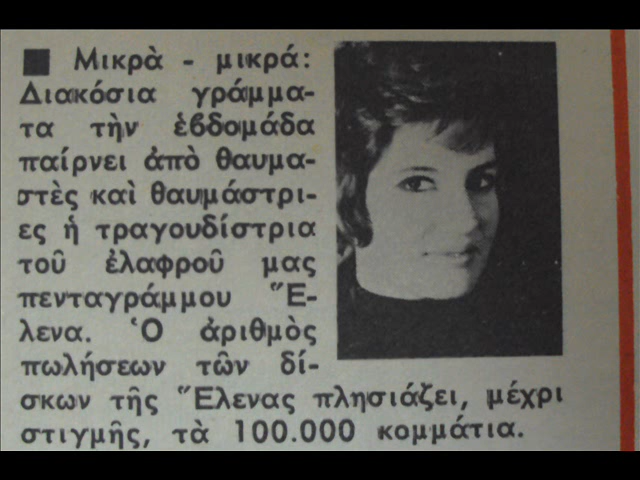 ■ Μικρὰ - μικρά:
Διακόσια γράμμα-
τα τὴν ἑβδομάδα
παίρνει ἀπὸ θαυμα-
στὲς καὶ θαυμάστρι-
ες ἡ τραγουδίστρια
τοῦ ἐλαφροῦ μας
πενταγράμμου Ἕ-
λενα. Ὁ ἀριθμὸς
πωλήσεων τῶν δί-
σκων τῆς Ἕλενας πλησιάζει, μέχρι
στιγμῆς, τὰ 100.000 κομμάτια.